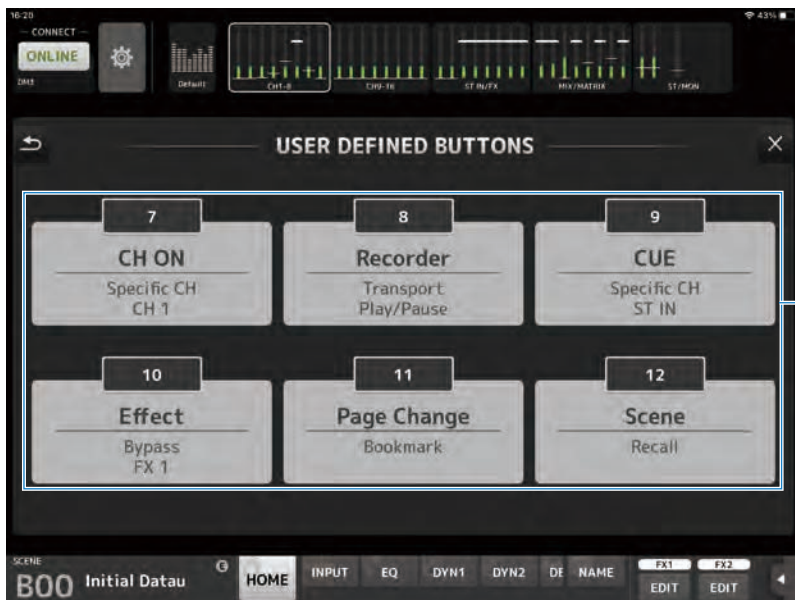 16:20
43%
CONNECT
ONLINE
DM3
Default
CH1-8
CH9-16
ST IN/FX
MIX/MATRIX
ST/MON
USER DEFINED BUTTONS
7
CH ON
Specific CH
CH 1
8
Recorder
Transport
Play/Pause
9
CUE
Specific CH
ST IN
10
Effect
Bypass
FX 1
11
Page Change
Bookmark
12
Scene
Recall
SCENE
B00 Initial Datau
E
HOME
INPUT
EQ
DYN1
DYN2
DE
NAME
FX1
EDIT
FX2
EDIT